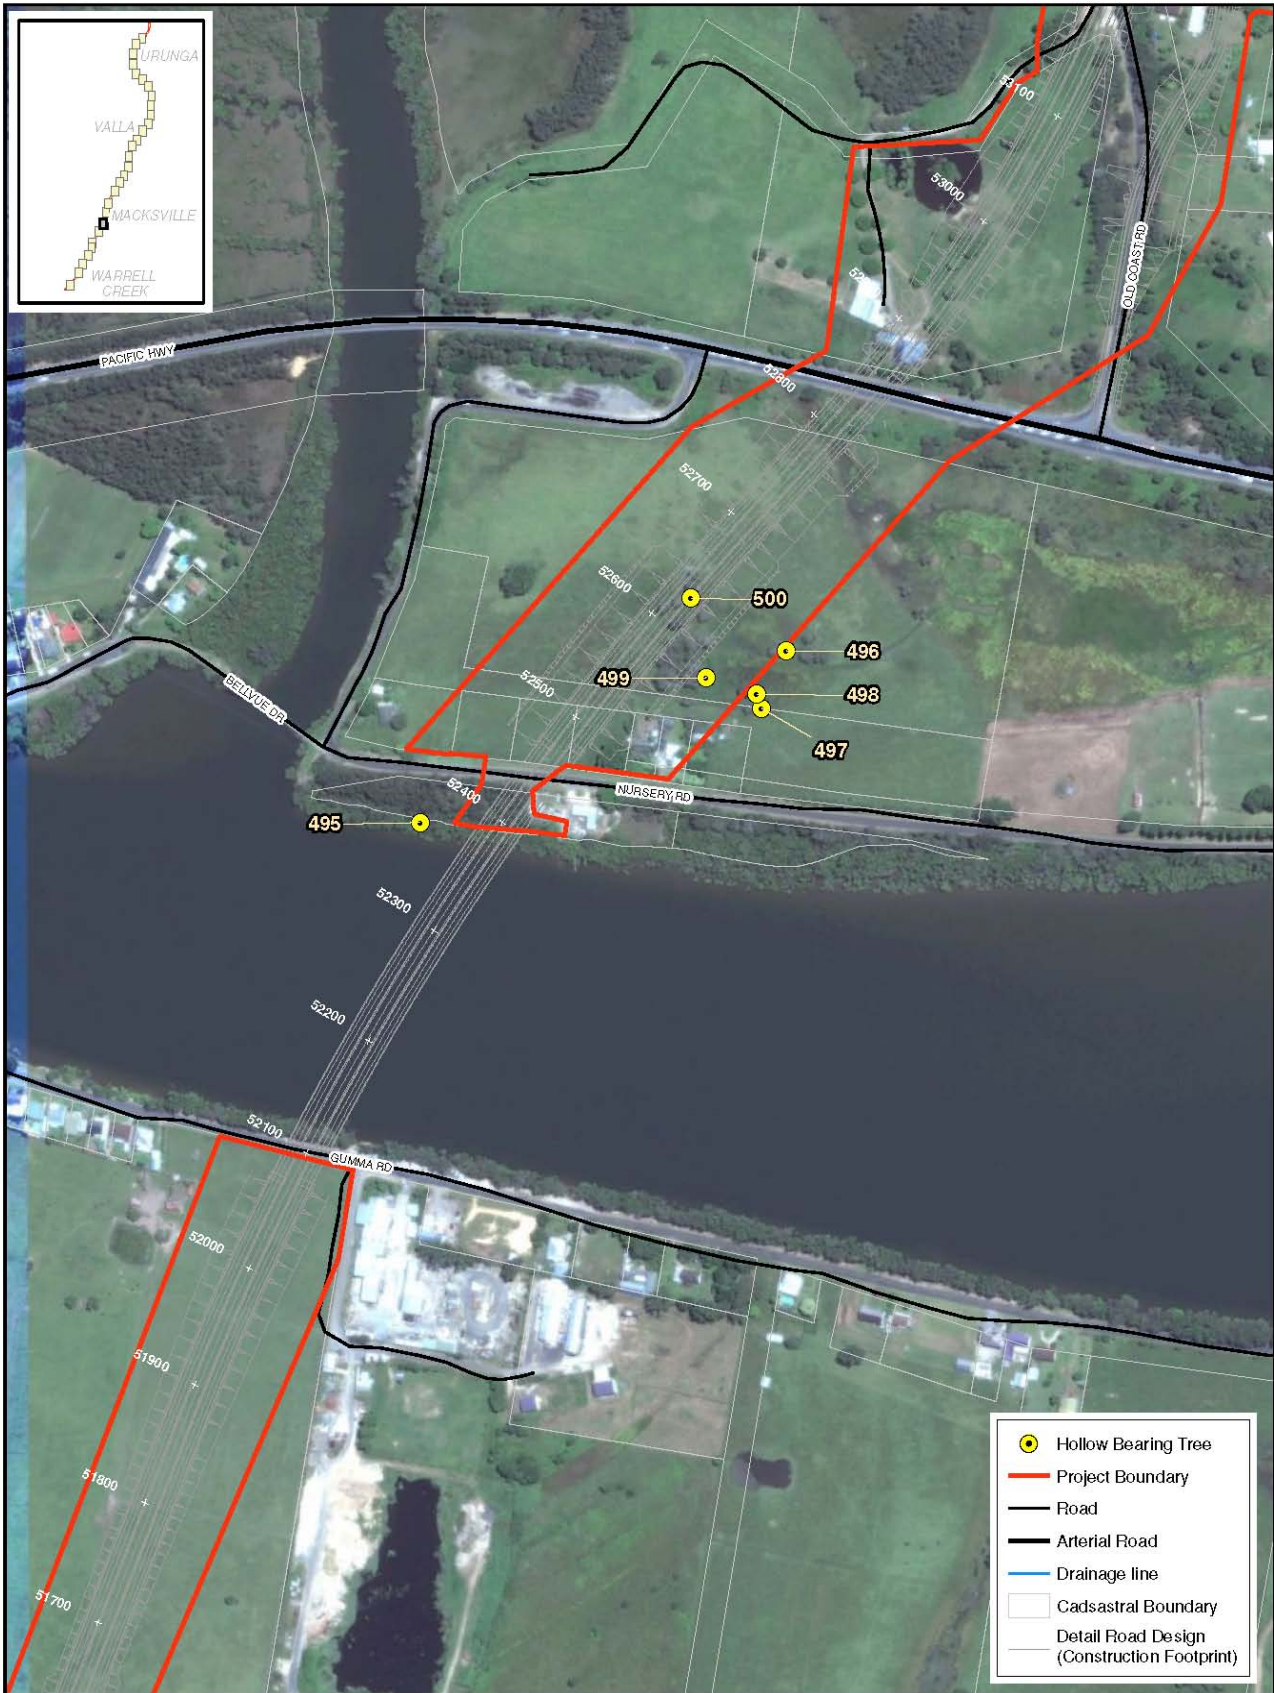 URUNGA
VALLA
MACKSVILLE
WARRELL
CREEK
53100
53000
OLD COAST RD
PACIFIC HWY
52800
52700
52600
500
496
499
498
497
52500
BELLVUE DR
52400
NURSERY RD
495
52300
52200
52100
GUMMA RD
52000
51900
51800
51700
Hollow Bearing Tree
Project Boundary
Road
Arterial Road
Drainage line
Cadsastral Boundary
Detail Road Design
(Construction Footprint)